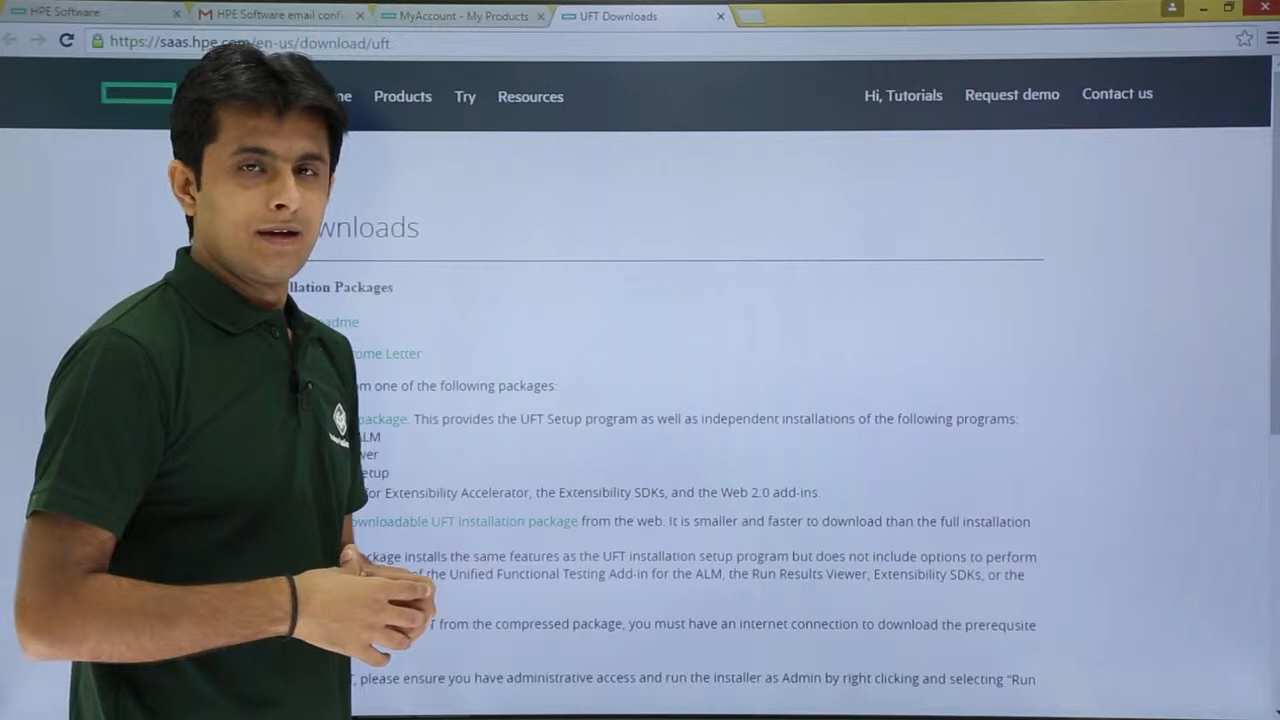 HPE Software
HPE Software email conf
MyAccount - My Products
UFT Downloads
https://saas.hpe.com/en-us/download/uft
Products
Try
Resources
Hi, Tutorials
Request demo
Contact us
wnloads
llation Packages
adme
ome Letter
one of the following packages:
package. This provides the UFT Setup program as well as independent installations of the following programs:
ALM
wer
etup
for Extensibility Accelerator, the Extensibility SDKs, and the Web 2.0 add-ins.
ownloadable UFT installation package from the web. It is smaller and faster to download than the full installation
ckage installs the same features as the UFT installation setup program but does not include options to perform
of the Unified Functional Testing Add-in for the ALM, the Run Results Viewer, Extensibility SDKs, or the
from the compressed package, you must have an internet connection to download the prerequsite
, please ensure you have administrative access and run the installer as Admin by right clicking and selecting "Run